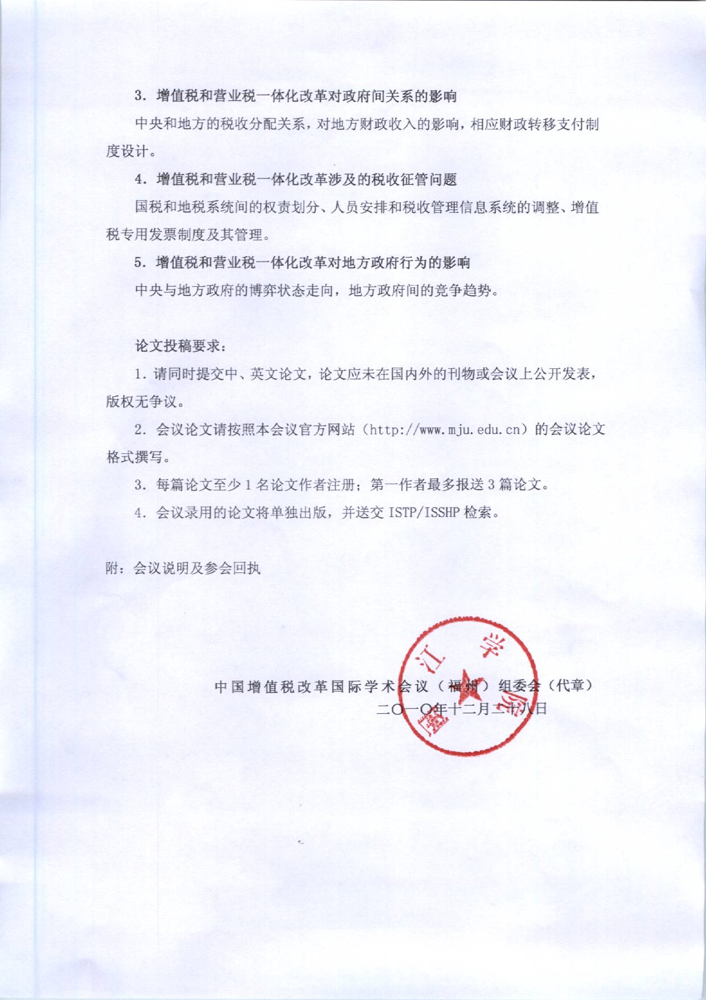 3. 增值税和营业税一体化改革对政府间关系的影响
中央和地方的税收分配关系，对地方财政收入的影响，相应财政转移支付制
度设计。
4. 增值税和营业税一体化改革涉及的税收征管问题
国税和地税系统间的权责划分、人员安排和税收管理信息系统的调整、增值
税专用发票制度及其管理。
5. 增值税和营业税一体化改革对地方政府行为的影响
中央与地方政府的博弈状态走向，地方政府间的竞争趋势。
论文投稿要求：
1. 请同时提交中、英文论文，论文应未在国内外的刊物或会议上公开发表，
版权无争议。
2. 会议论文请按照本会议官方网站（http://www.mju.edu.cn）的会议论文
格式撰写。
3. 每篇论文至少 1 名论文作者注册；第一作者最多报送 3 篇论文。
4. 会议录用的论文将单独出版，并送交 ISTP/ISSHP 检索。
附：会议说明及参会回执
中国增值税改革国际学术会议（福州）组委会（代章）
二〇一〇年十二月二十八日
闽江学院